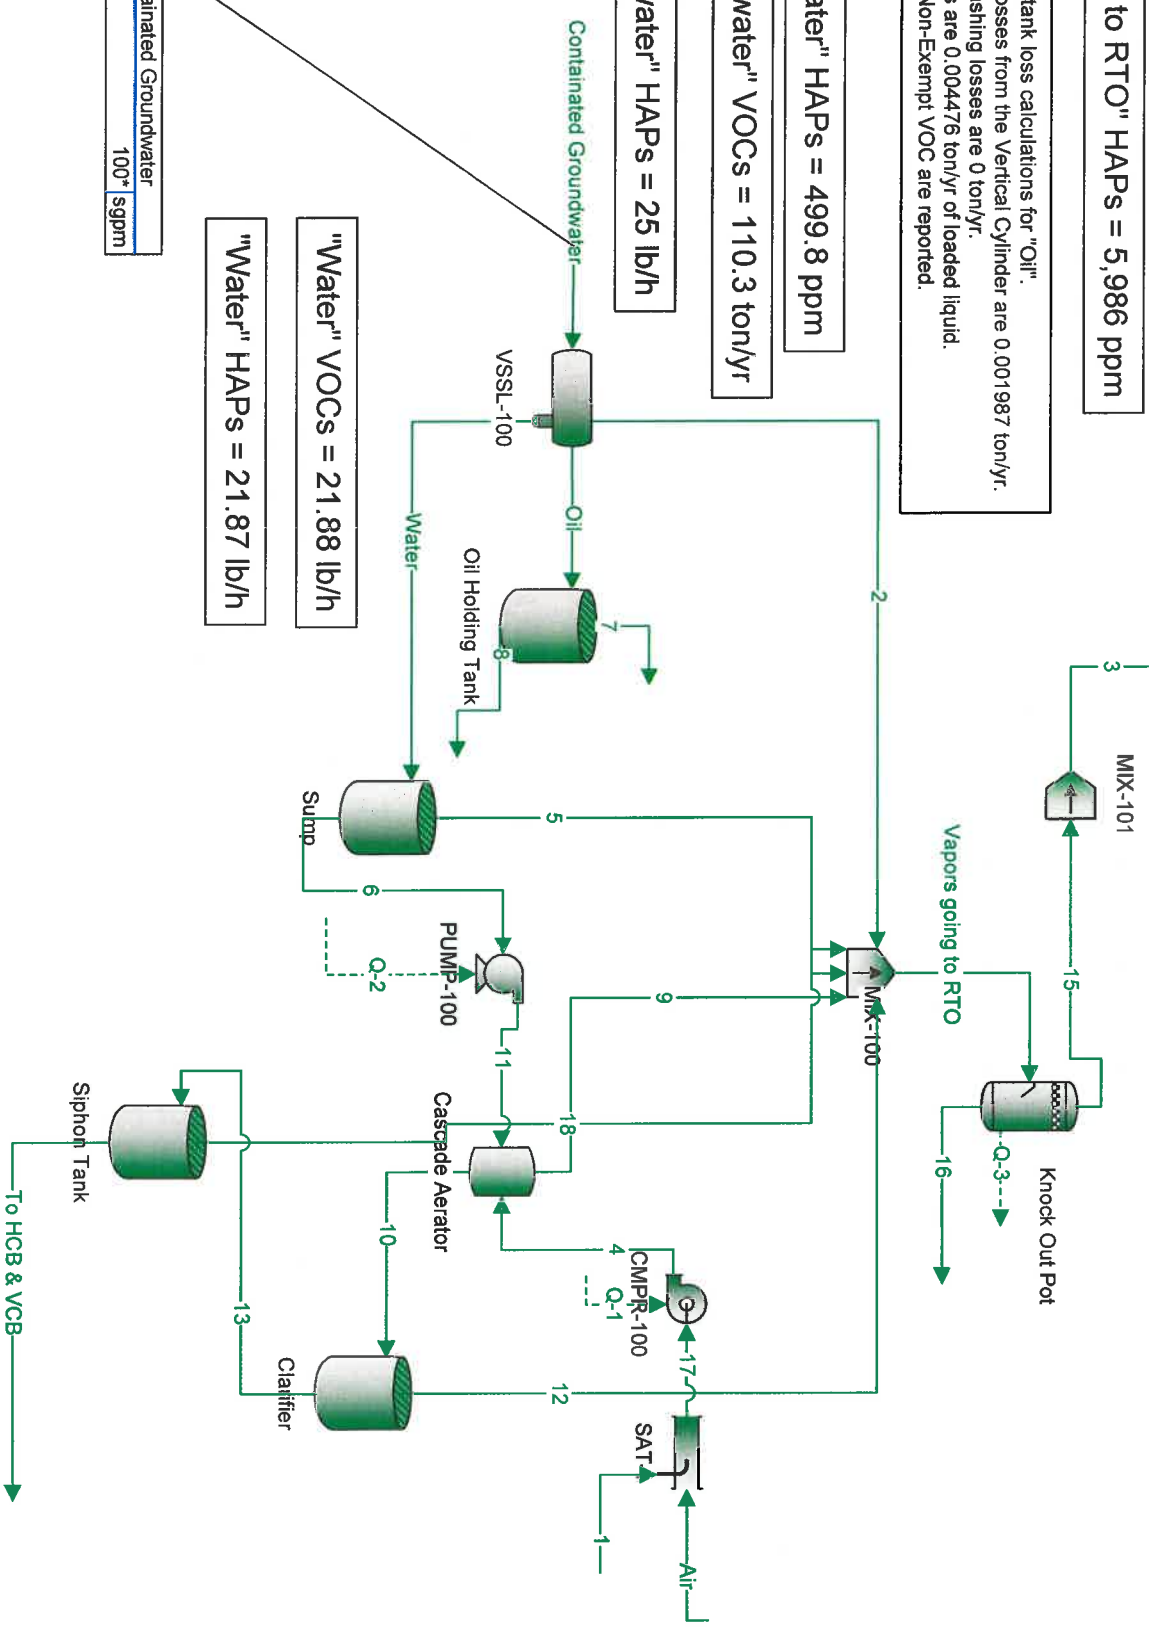 to RTO" HAPs = 5,986 ppm
tank loss calculations for "Oil".
osses from the Vertical Cylinder are 0.001987 ton/yr.
shing losses are 0 ton/yr.
s are 0.004476 ton/yr of loaded liquid.
Non-Exempt VOC are reported.
ater" HAPs = 499.8 ppm
water" VOCs = 110.3 ton/yr
water" HAPs = 25 lb/h
Containated Groundwater
VSSL-100
"Water" VOCs = 21.88 lb/h
"Water" HAPs = 21.87 lb/h
ainated Groundwater
100* sgpm
2
Oil
Water
Oil Holding Tank
7
8
3
MIX-101
15
Vapors going to RTO
MIX-100
Knock Out Pot
Q-3
16
5
Sump
6
Q-2
PUMP-100
11
9
18
Cascade Aerator
10
4
CMPR-100
Q-1
17
SAT
1
Air
12
Clarifier
13
Siphon Tank
To HCB & VCB